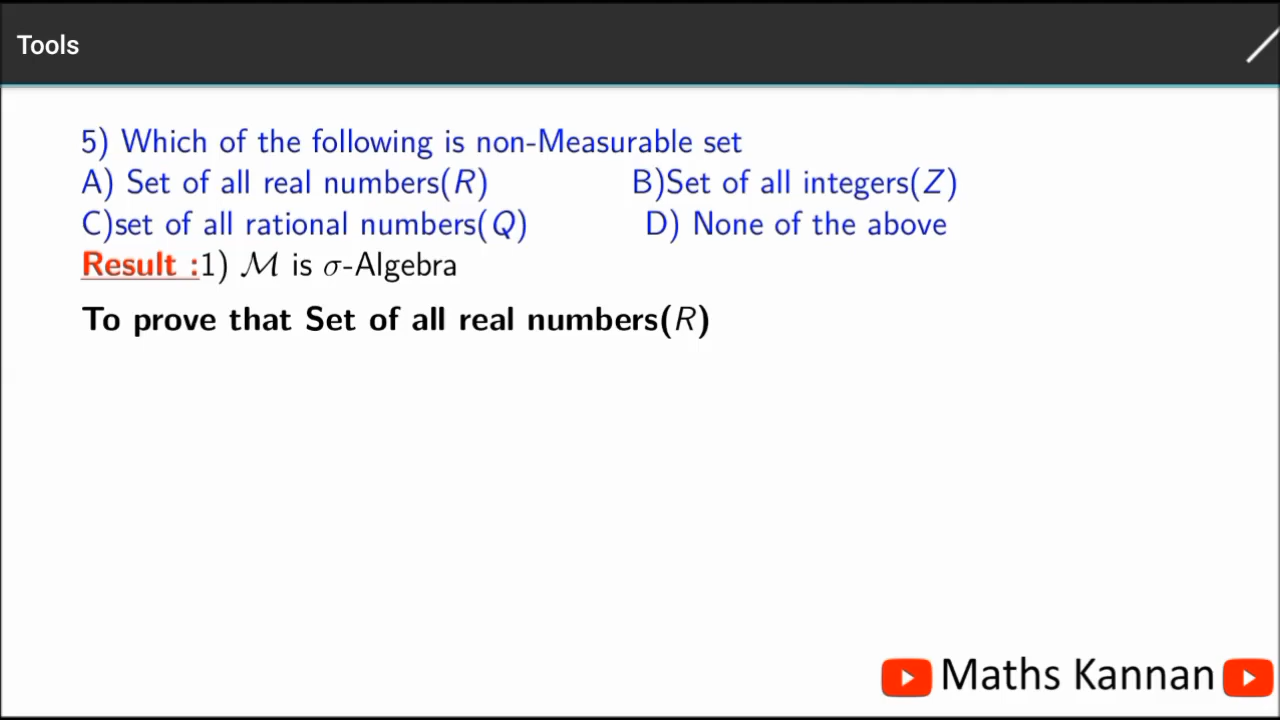 Tools
5) Which of the following is non-Measurable set
A) Set of all real numbers(R) B)Set of all integers(Z)
C)set of all rational numbers(Q) D) None of the above
Result :1) ℳ is σ-Algebra
To prove that Set of all real numbers(R)
Maths Kannan